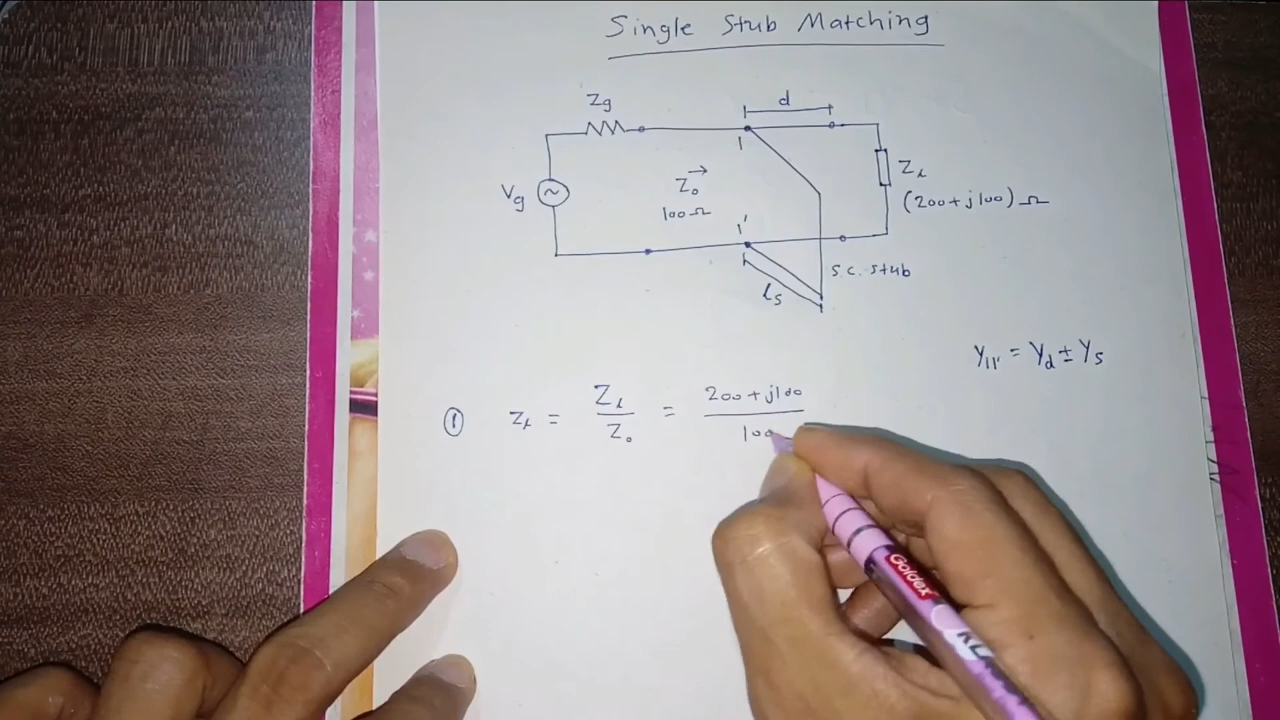 Single Stub Matching
d
Zg
1
Vg
Z₀
100Ω
Zℓ
(200+j100)Ω
1'
s.c. stub
ℓs
Y11' = Yd ± Ys
① zℓ = Zℓ / Z₀ = 200+j100 / 100
Goldex